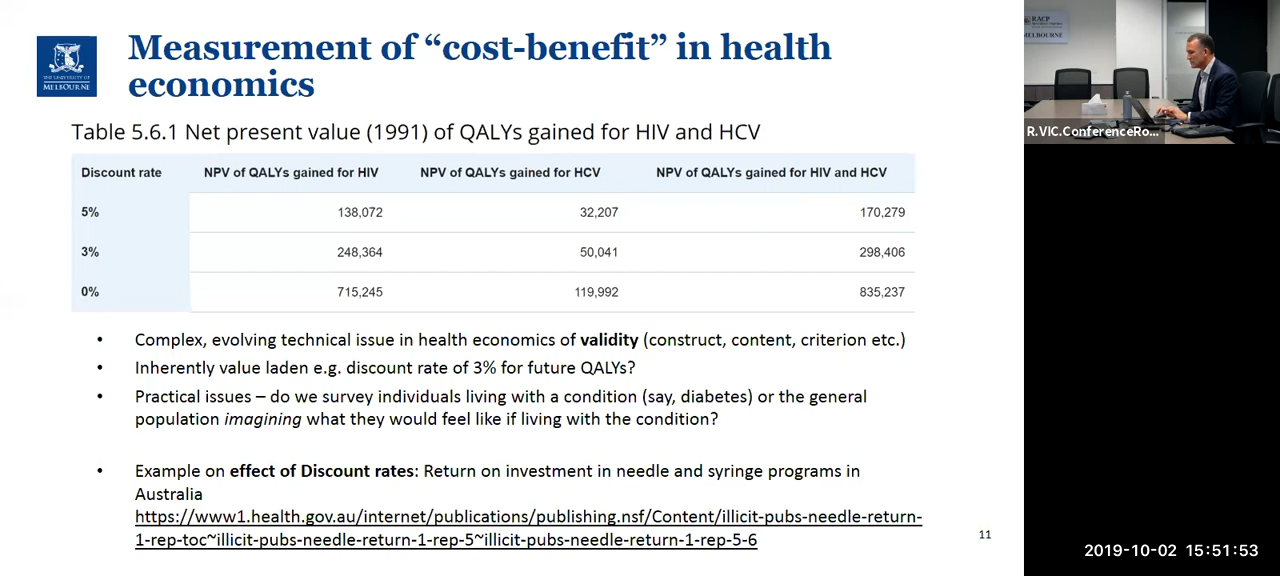 Measurement of “cost-benefit” in health
economics
THE UNIVERSITY OF
MELBOURNE
Table 5.6.1 Net present value (1991) of QALYs gained for HIV and HCV
Discount rate NPV of QALYs gained for HIV NPV of QALYs gained for HCV NPV of QALYs gained for HIV and HCV
5% 138,072 32,207 170,279
3% 248,364 50,041 298,406
0% 715,245 119,992 835,237
• Complex, evolving technical issue in health economics of validity (construct, content, criterion etc.)
• Inherently value laden e.g. discount rate of 3% for future QALYs?
• Practical issues – do we survey individuals living with a condition (say, diabetes) or the general
population imagining what they would feel like if living with the condition?
• Example on effect of Discount rates: Return on investment in needle and syringe programs in
Australia
https://www1.health.gov.au/internet/publications/publishing.nsf/Content/illicit-pubs-needle-return-
1-rep-toc~illicit-pubs-needle-return-1-rep-5~illicit-pubs-needle-return-1-rep-5-6
11
RACP
MELBOURNE
R.VIC.ConferenceRo...
2019-10-02 15:51:53